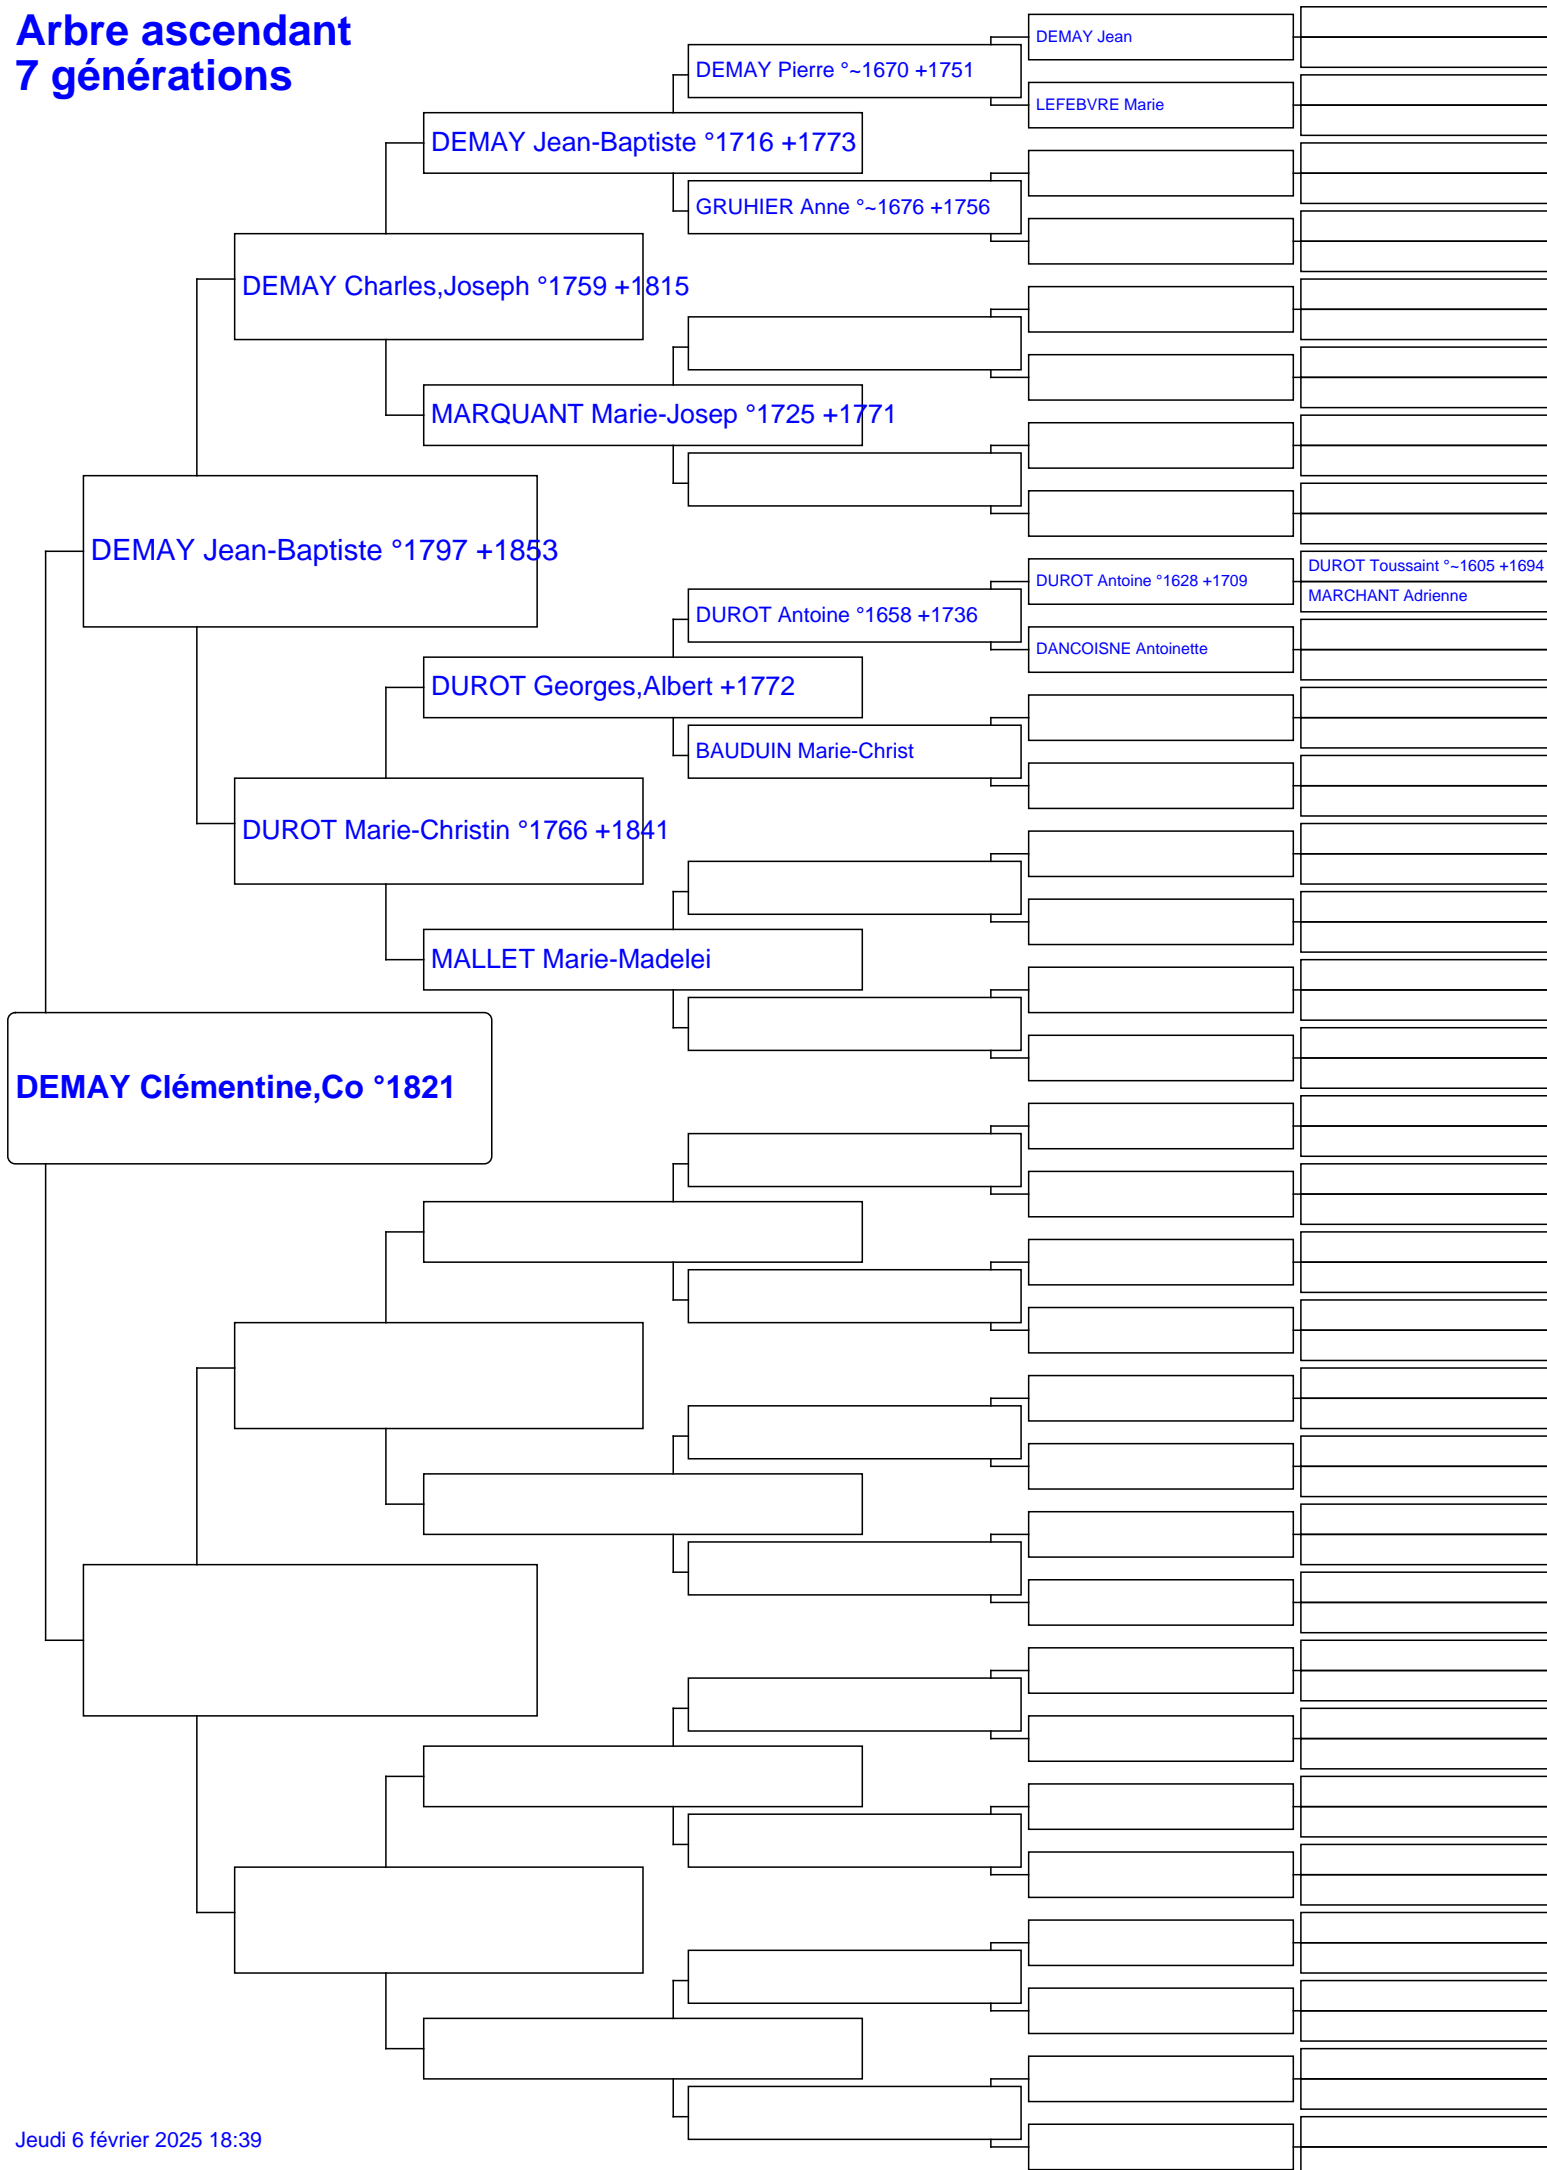 Arbre ascendant
7 générations
DEMAY Jean
DEMAY Pierre °~1670 +1751
LEFEBVRE Marie
DEMAY Jean-Baptiste °1716 +1773
GRUHIER Anne °~1676 +1756
DEMAY Charles,Joseph °1759 +1815
MARQUANT Marie-Josep °1725 +1771
DEMAY Jean-Baptiste °1797 +1853
DUROT Toussaint °~1605 +1694
DUROT Antoine °1628 +1709
MARCHANT Adrienne
DUROT Antoine °1658 +1736
DANCOISNE Antoinette
DUROT Georges,Albert +1772
BAUDUIN Marie-Christ
DUROT Marie-Christin °1766 +1841
MALLET Marie-Madelei
DEMAY Clémentine,Co °1821
Jeudi 6 février 2025 18:39